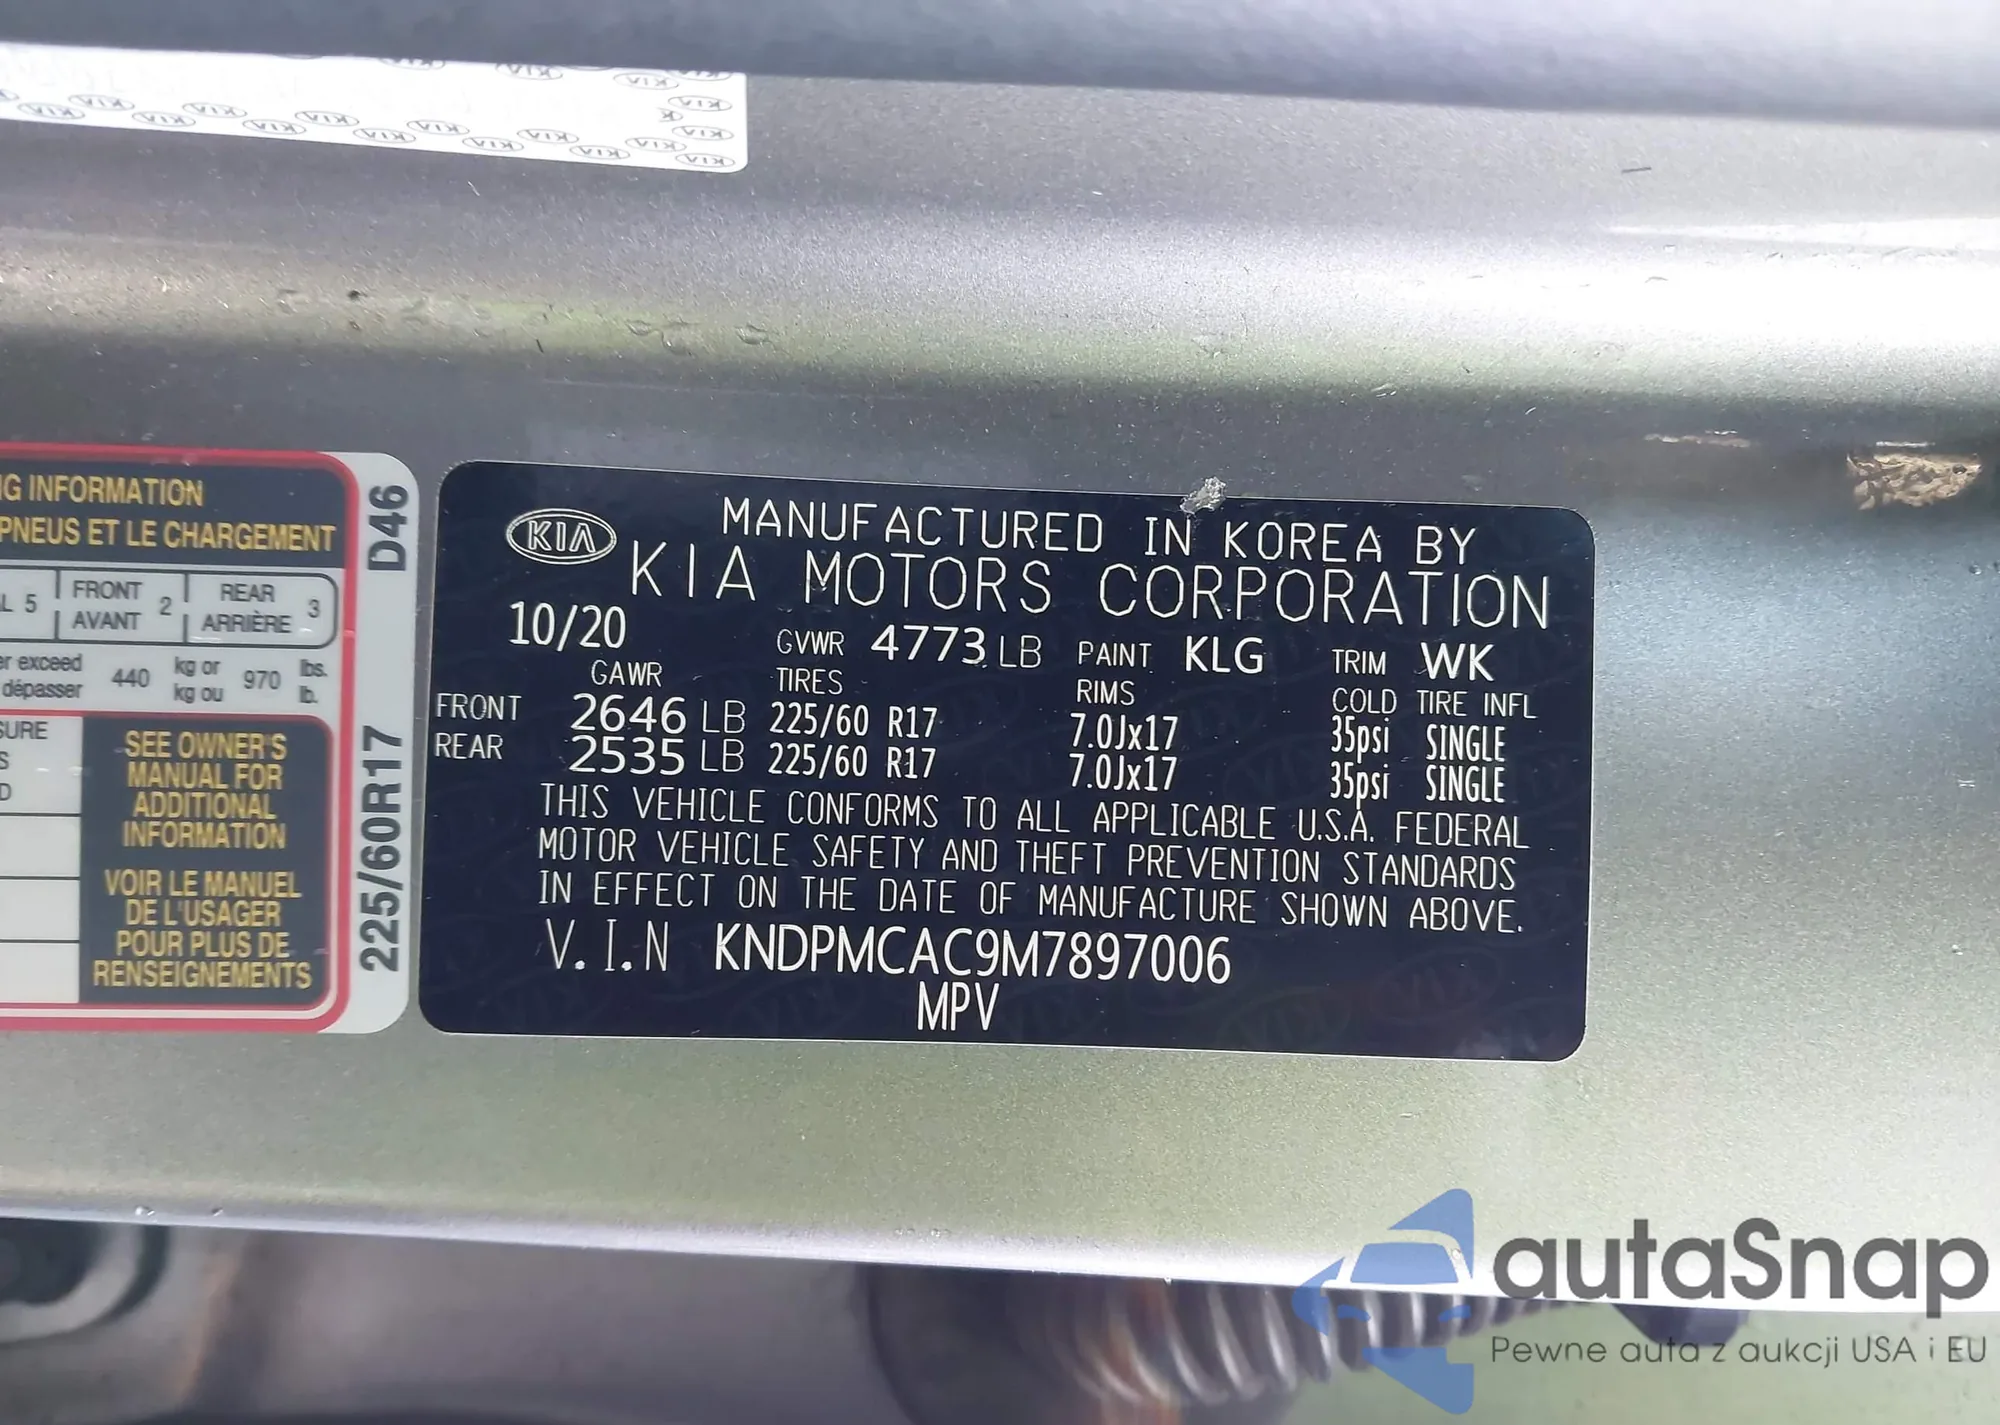 KIA
NG INFORMATION
PNEUS ET LE CHARGEMENT
L 5 FRONT 2 REAR 3
AVANT ARRIÈRE
er exceed 440 kg or 970 lbs.
dépasser kg ou lb.
SURE
S
D
SEE OWNER'S
MANUAL FOR
ADDITIONAL
INFORMATION
VOIR LE MANUEL
DE L'USAGER
POUR PLUS DE
RENSEIGNEMENTS
225/60R17 D46
KIA
MANUFACTURED IN KOREA BY
KIA MOTORS CORPORATION
10/20 GVWR 4773 LB PAINT KLG TRIM WK
GAWR TIRES RIMS COLD TIRE INFL
FRONT 2646 LB 225/60 R17 7.0Jx17 35psi SINGLE
REAR 2535 LB 225/60 R17 7.0Jx17 35psi SINGLE
THIS VEHICLE CONFORMS TO ALL APPLICABLE U.S.A. FEDERAL
MOTOR VEHICLE SAFETY AND THEFT PREVENTION STANDARDS
IN EFFECT ON THE DATE OF MANUFACTURE SHOWN ABOVE.
V.I.N KNDPMCAC9M7897006
MPV
autaSnap
Pewne auta z aukcji USA i EU